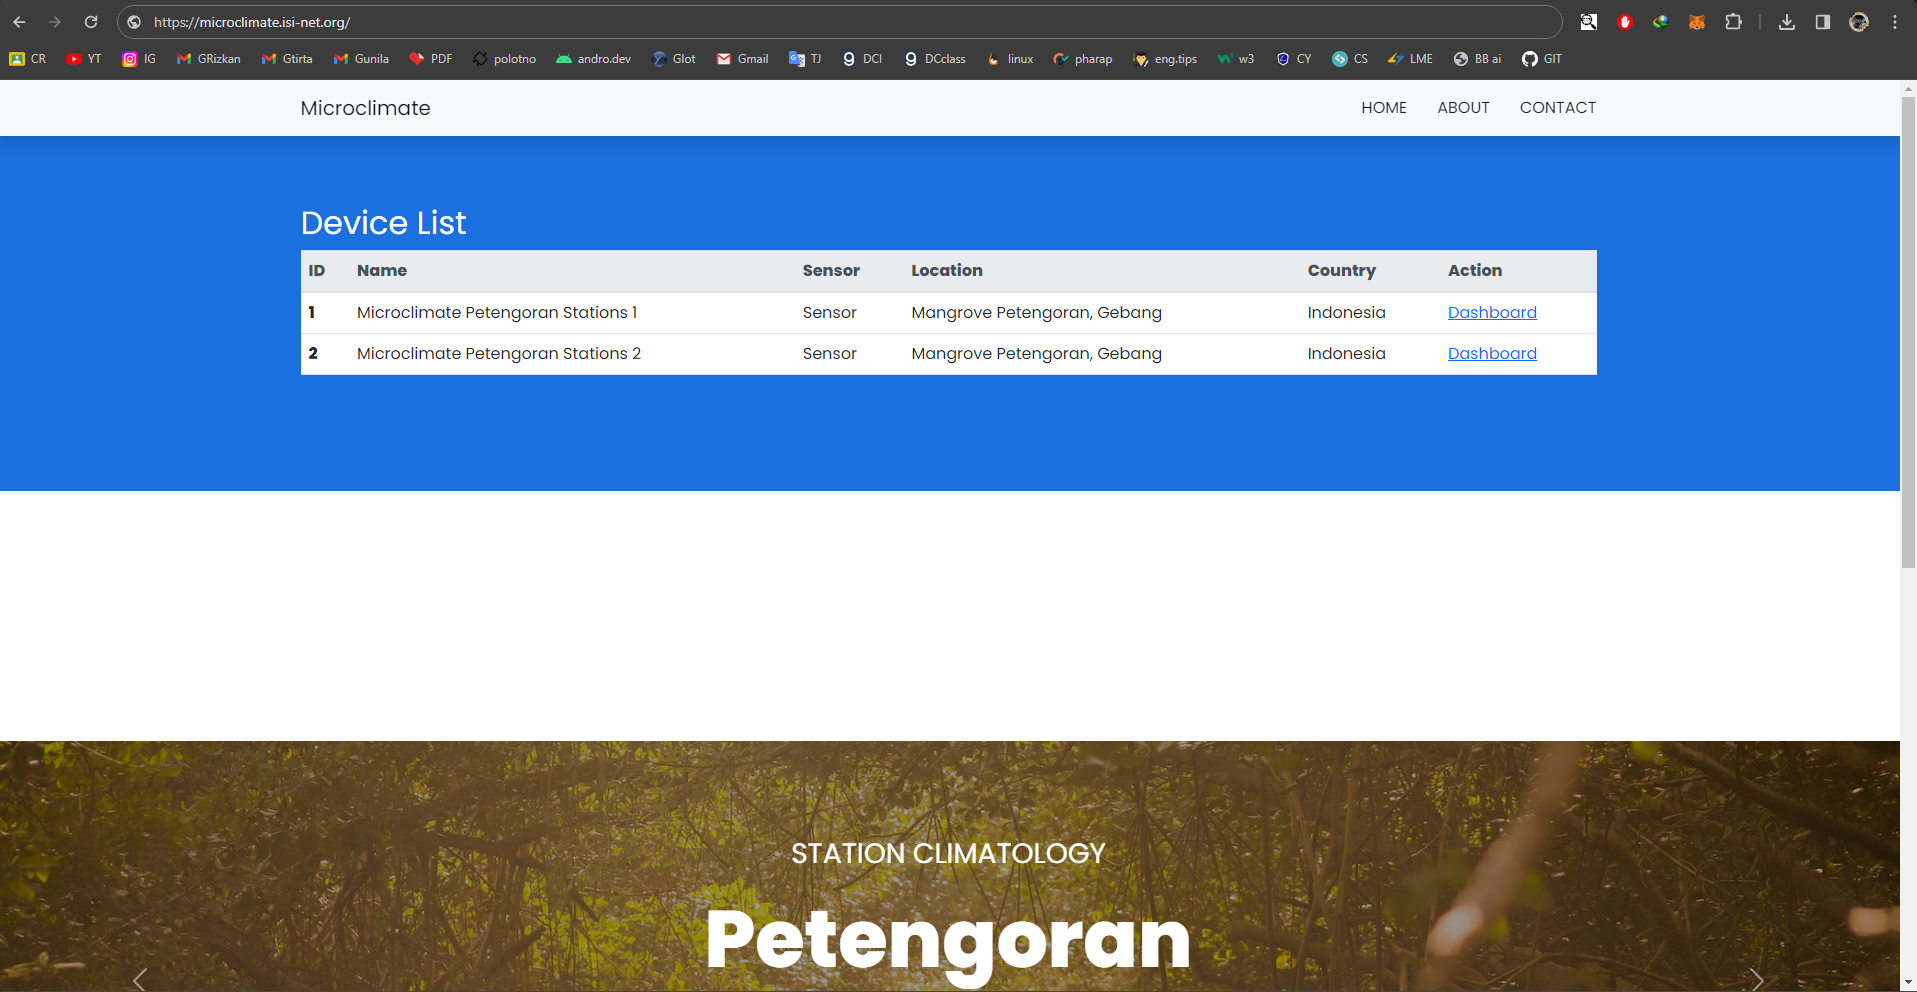 https://microclimate.isi-net.org/
CR YT IG GRizkan Gtirta Gunila PDF polotno andro.dev Glot Gmail TJ DCI DCclass linux pharap eng.tips w3 CY CS LME BB ai GIT
Microclimate HOME ABOUT CONTACT
Device List
ID Name Sensor Location Country Action
1 Microclimate Petengoran Stations 1 Sensor Mangrove Petengoran, Gebang Indonesia Dashboard
2 Microclimate Petengoran Stations 2 Sensor Mangrove Petengoran, Gebang Indonesia Dashboard
STATION CLIMATOLOGY
Petengoran